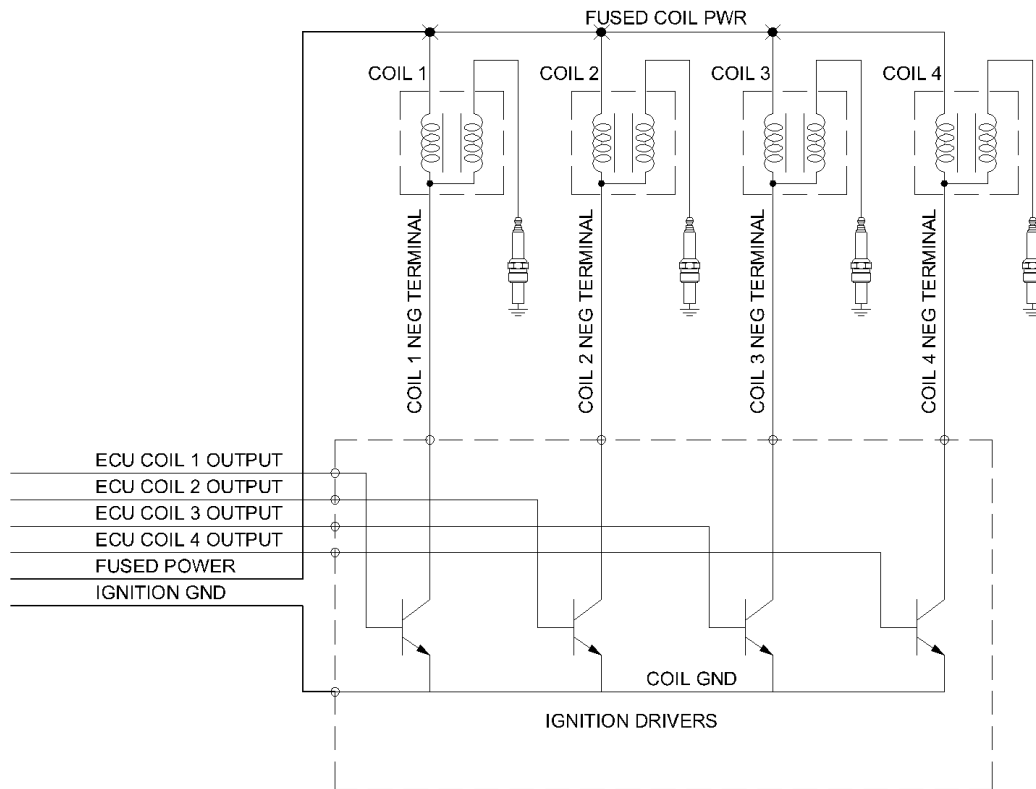 FUSED COIL PWR
COIL 1
COIL 2
COIL 3
COIL 4
COIL 1 NEG TERMINAL
COIL 2 NEG TERMINAL
COIL 3 NEG TERMINAL
COIL 4 NEG TERMINAL
ECU COIL 1 OUTPUT
ECU COIL 2 OUTPUT
ECU COIL 3 OUTPUT
ECU COIL 4 OUTPUT
FUSED POWER
IGNITION GND
COIL GND
IGNITION DRIVERS